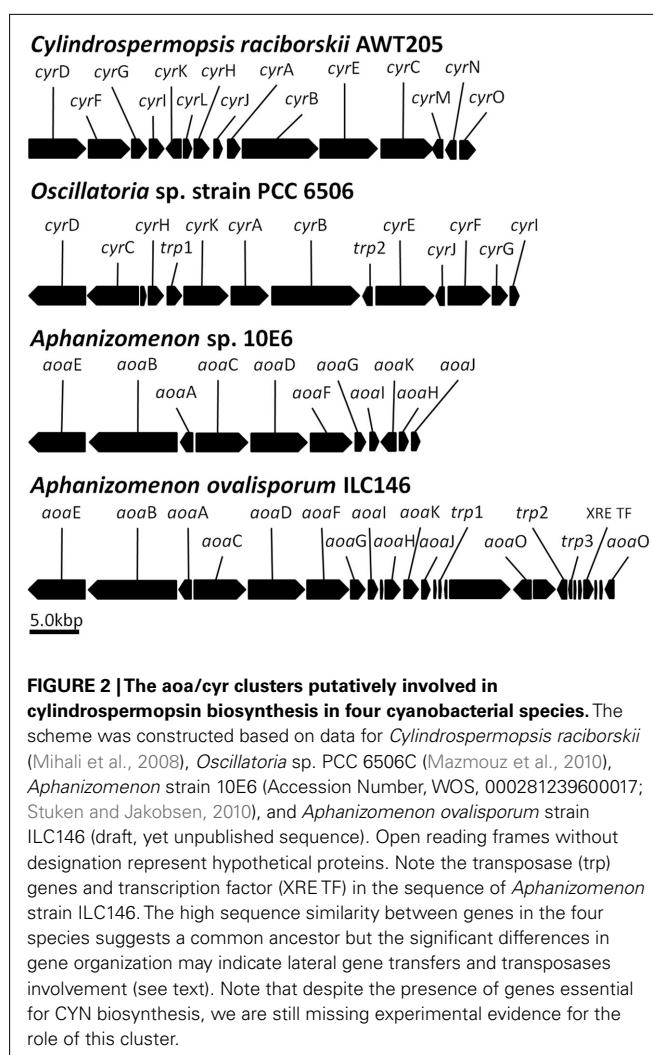 Cylindrospermopsis raciborskii AWT205
cyrD cyrG cyrK cyrH cyrA cyrE cyrC cyrN
cyrF cyrI cyrL cyrJ cyrB cyrM cyrO
Oscillatoria sp. strain PCC 6506
cyrD cyrH cyrK cyrA cyrB cyrE cyrF cyrI
cyrC trp1 trp2 cyrJ cyrG
Aphanizomenon sp. 10E6
aoaE aoaB aoaC aoaD aoaG aoaK aoaJ
aoaA aoaF aoaI aoaH
Aphanizomenon ovalisporum ILC146
aoaE aoaB aoaA aoaD aoaF aoaI aoaK trp1 trp2 XRE TF
aoaC aoaG aoaH aoaJ aoaO trp3 aoaO
5.0kbp
FIGURE 2 | The aoa/cyr clusters putatively involved in
cylindrospermopsin biosynthesis in four cyanobacterial species. The
scheme was constructed based on data for Cylindrospermopsis raciborskii
(Mihali et al., 2008), Oscillatoria sp. PCC 6506C (Mazmouz et al., 2010),
Aphanizomenon strain 10E6 (Accession Number, WOS, 000281239600017;
Stuken and Jakobsen, 2010), and Aphanizomenon ovalisporum strain
ILC146 (draft, yet unpublished sequence). Open reading frames without
designation represent hypothetical proteins. Note the transposase (trp)
genes and transcription factor (XRE TF) in the sequence of Aphanizomenon
strain ILC146. The high sequence similarity between genes in the four
species suggests a common ancestor but the significant differences in
gene organization may indicate lateral gene transfers and transposases
involvement (see text). Note that despite the presence of genes essential
for CYN biosynthesis, we are still missing experimental evidence for the
role of this cluster.